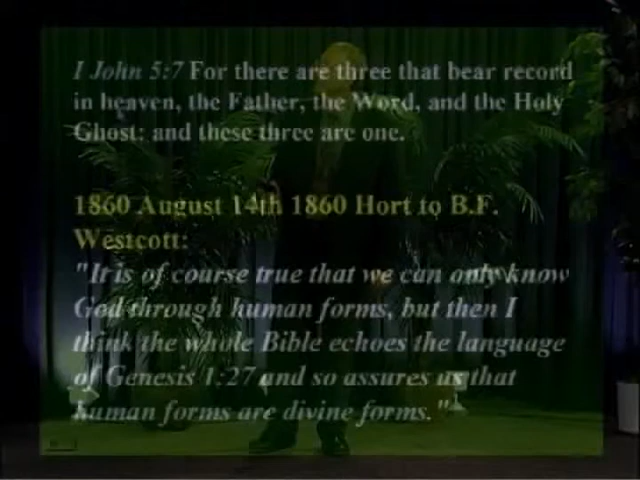 I John 5:7 For there are three that bear record
in heaven, the Father, the Word, and the Holy
Ghost: and these three are one.
1860 August 14th 1860 Hort to B.F.
Westcott:
"It is of course true that we can only know
God through human forms, but then I
think the whole Bible echoes the language
of Genesis 1:27 and so assures us that
human forms are divine forms."